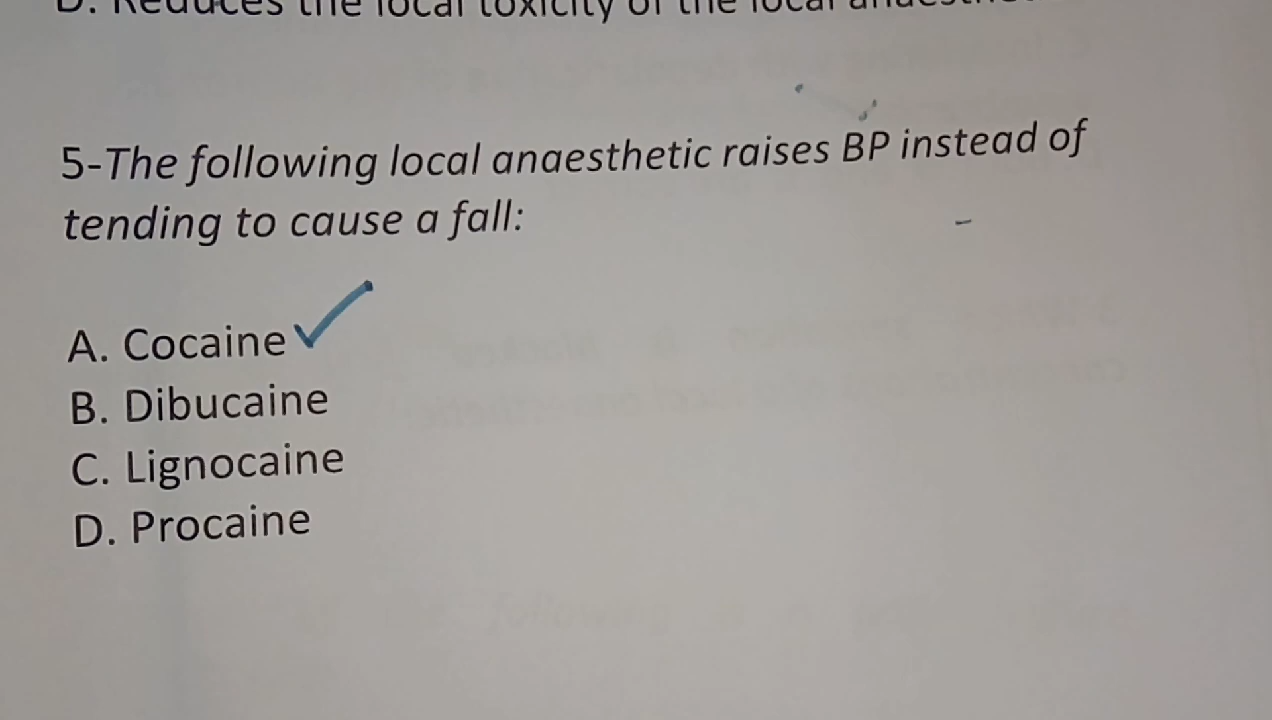 D. Reduces the local toxicity of the local
5-The following local anaesthetic raises BP instead of
tending to cause a fall:
A. Cocaine
B. Dibucaine
C. Lignocaine
D. Procaine